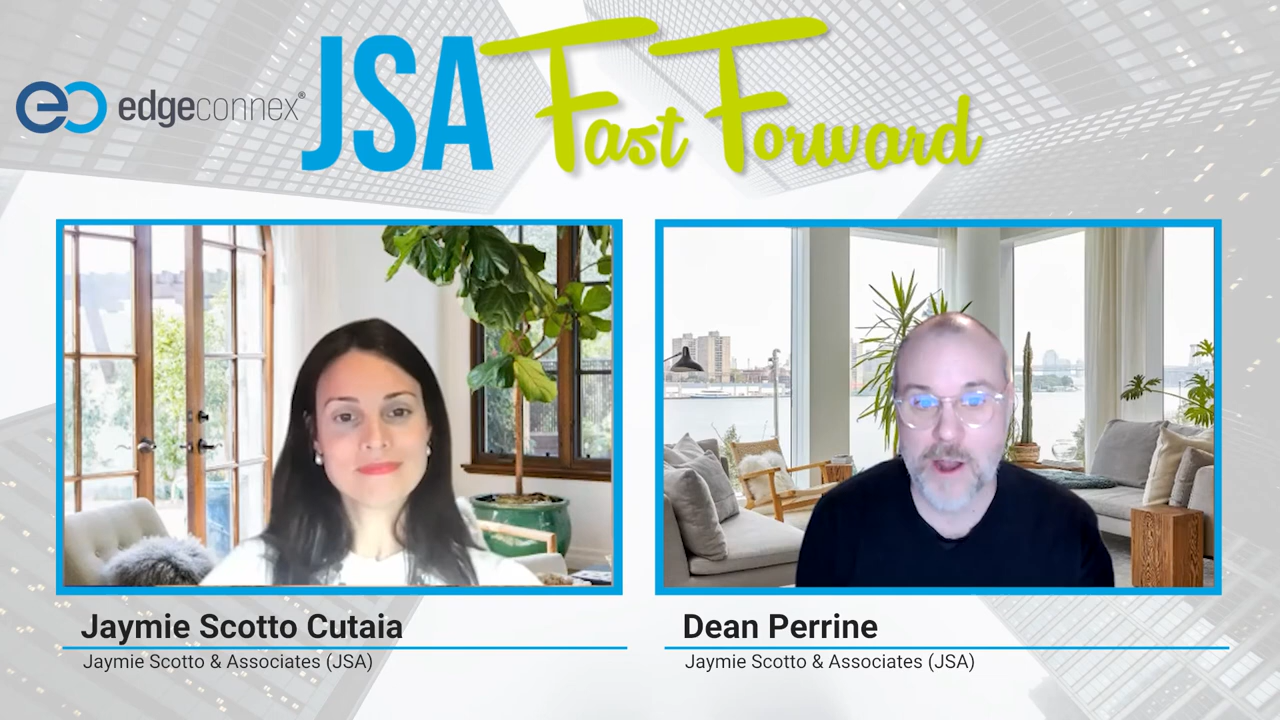 edgeconnex®
JSA Fast Forward
Jaymie Scotto Cutaia
Jaymie Scotto & Associates (JSA)
Dean Perrine
Jaymie Scotto & Associates (JSA)